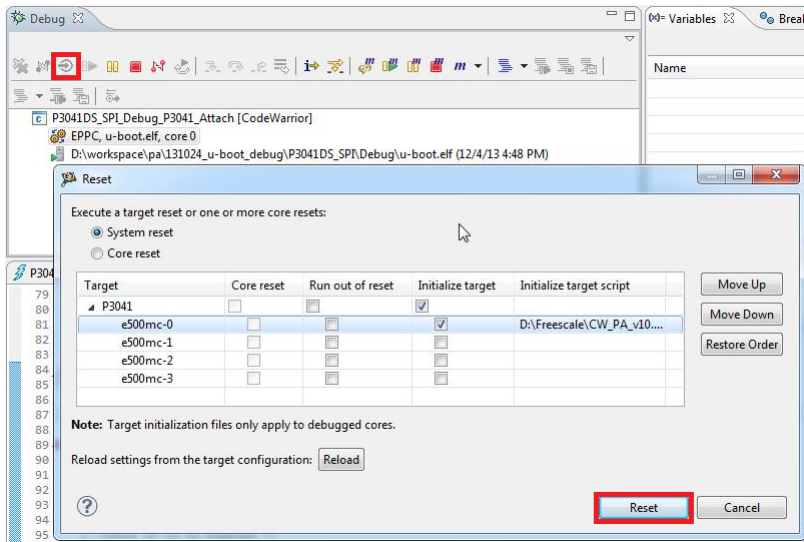 Debug
(x)= Variables
Brea
Name
P3041DS_SPI_Debug_P3041_Attach [CodeWarrior]
EPPC, u-boot.elf, core 0
D:\workspace\pa\131024_u-boot_debug\P3041DS_SPI\Debug\u-boot.elf (12/4/13 4:48 PM)
Reset
Execute a target reset or one or more core resets:
System reset
Core reset
P304
Target Core reset Run out of reset Initialize target Initialize target script
P3041
e500mc-0 D:\Freescale\CW_PA_v10....
e500mc-1
e500mc-2
e500mc-3
Move Up
Move Down
Restore Order
Note: Target initialization files only apply to debugged cores.
Reload settings from the target configuration: Reload
Reset Cancel
79
80
81
82
83
84
85
86
87
88
89
90
91
92
93
94
95